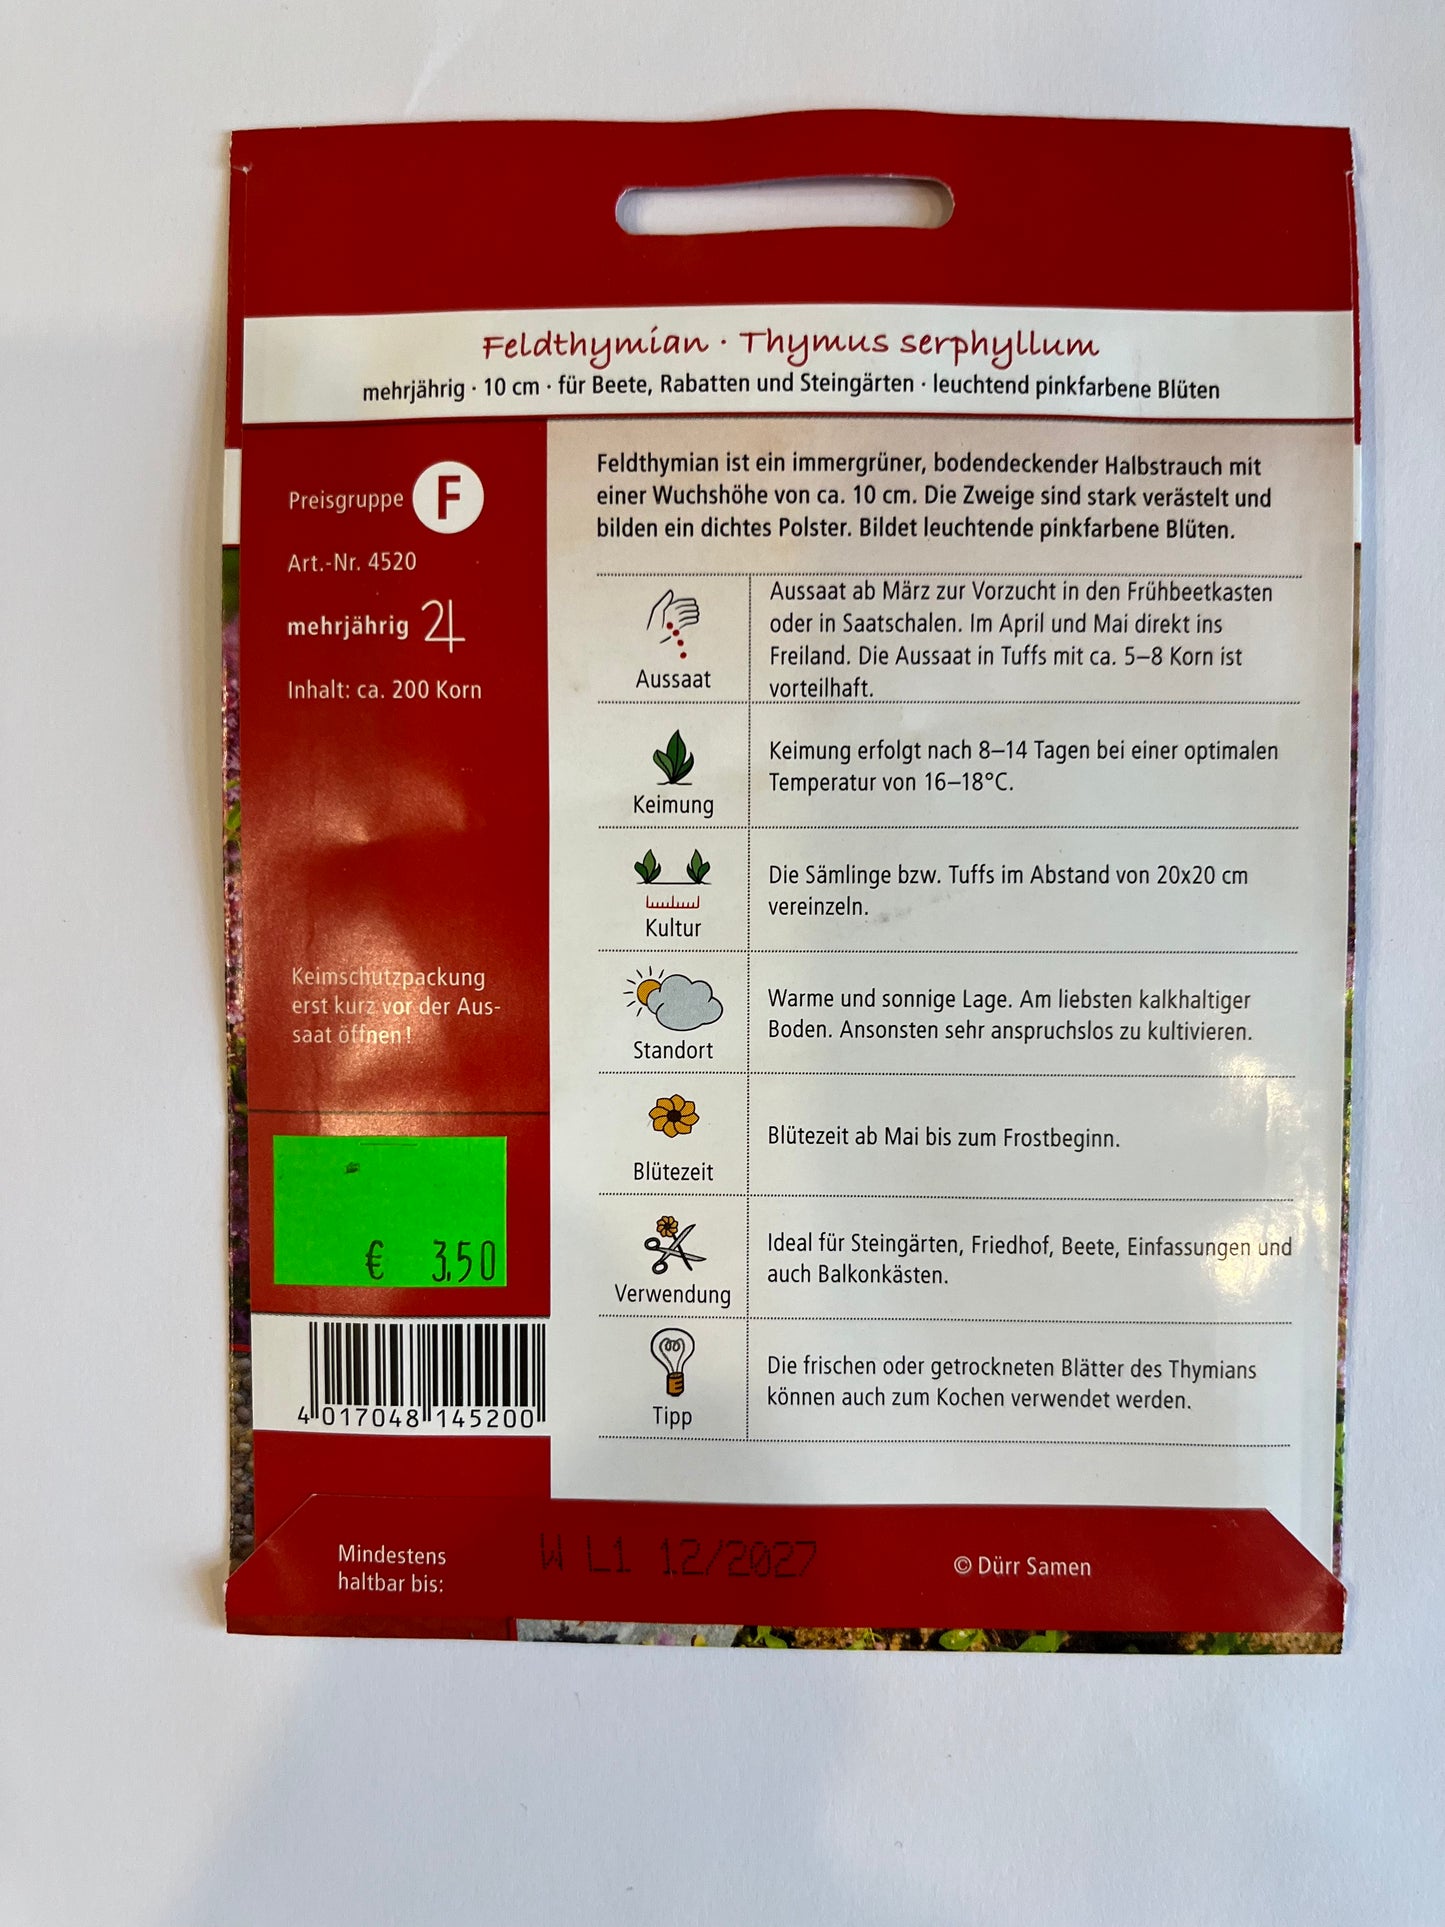 Feldthymian · Thymus serphyllum
mehrjährig · 10 cm · für Beete, Rabatten und Steingärten · leuchtend pinkfarbene Blüten
Preisgruppe F
Art.-Nr. 4520
mehrjährig ♃
Inhalt: ca. 200 Korn
Keimschutzpackung
erst kurz vor der Aus-
saat öffnen!
€ 3,50
4 017048 145200
Feldthymian ist ein immergrüner, bodendeckender Halbstrauch mit
einer Wuchshöhe von ca. 10 cm. Die Zweige sind stark verästelt und
bilden ein dichtes Polster. Bildet leuchtende pinkfarbene Blüten.
Aussaat
Aussaat ab März zur Vorzucht in den Frühbeetkasten
oder in Saatschalen. Im April und Mai direkt ins
Freiland. Die Aussaat in Tuffs mit ca. 5–8 Korn ist
vorteilhaft.
Keimung
Keimung erfolgt nach 8–14 Tagen bei einer optimalen
Temperatur von 16–18°C.
Kultur
Die Sämlinge bzw. Tuffs im Abstand von 20x20 cm
vereinzeln.
Standort
Warme und sonnige Lage. Am liebsten kalkhaltiger
Boden. Ansonsten sehr anspruchslos zu kultivieren.
Blütezeit
Blütezeit ab Mai bis zum Frostbeginn.
Verwendung
Ideal für Steingärten, Friedhof, Beete, Einfassungen und
auch Balkonkästen.
Tipp
Die frischen oder getrockneten Blätter des Thymians
können auch zum Kochen verwendet werden.
Mindestens
haltbar bis:
W L1 12/2027
© Dürr Samen